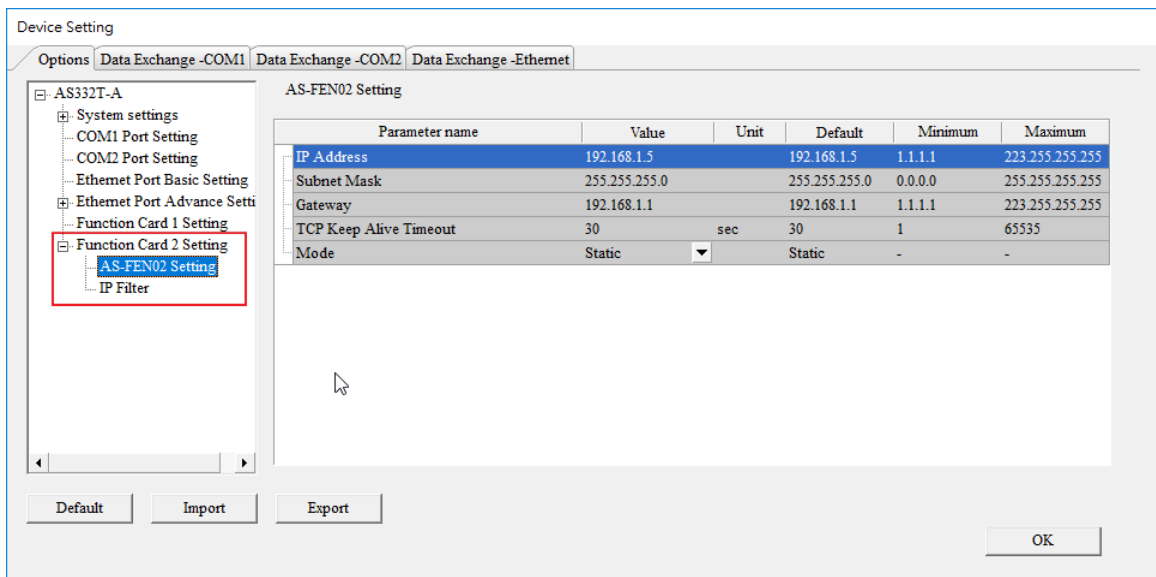 Device Setting
Options Data Exchange -COM1 Data Exchange -COM2 Data Exchange -Ethernet
AS332T-A
System settings
COM1 Port Setting
COM2 Port Setting
Ethernet Port Basic Setting
Ethernet Port Advance Setti
Function Card 1 Setting
Function Card 2 Setting
AS-FEN02 Setting
IP Filter
AS-FEN02 Setting
Parameter name Value Unit Default Minimum Maximum
IP Address 192.168.1.5 192.168.1.5 1.1.1.1 223.255.255.255
Subnet Mask 255.255.255.0 255.255.255.0 0.0.0.0 255.255.255.255
Gateway 192.168.1.1 192.168.1.1 1.1.1.1 223.255.255.255
TCP Keep Alive Timeout 30 sec 30 1 65535
Mode Static Static - -
Default Import Export
OK